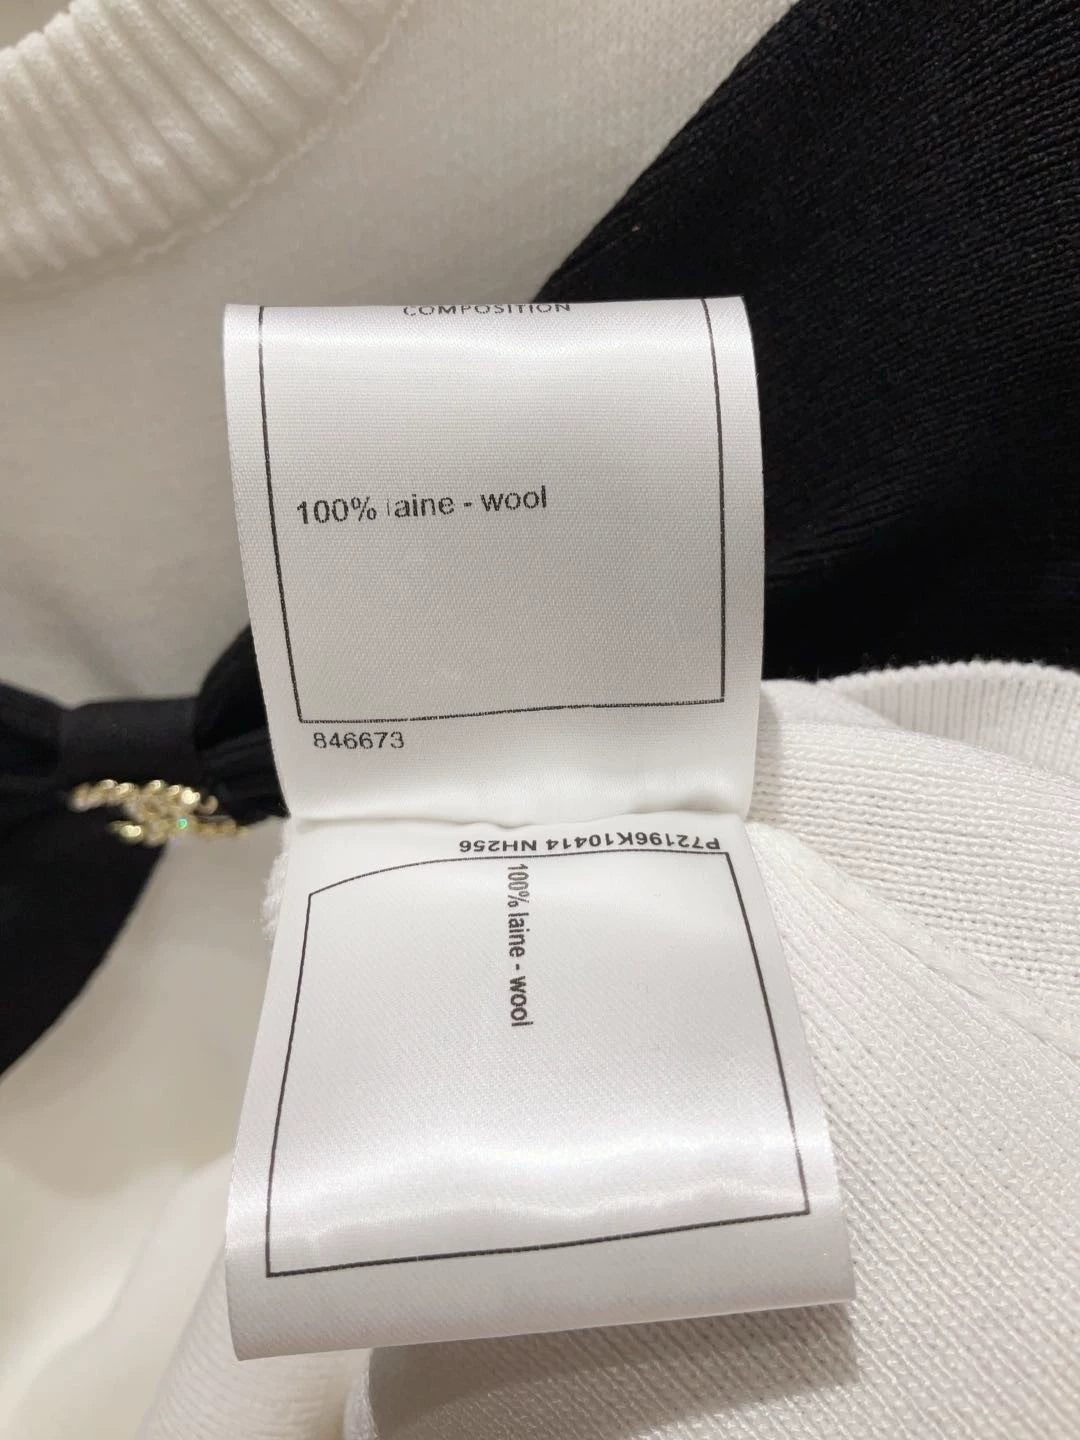 COMPOSITION
100% laine - wool
846673
P72196K10414 NH256
100% laine - wool